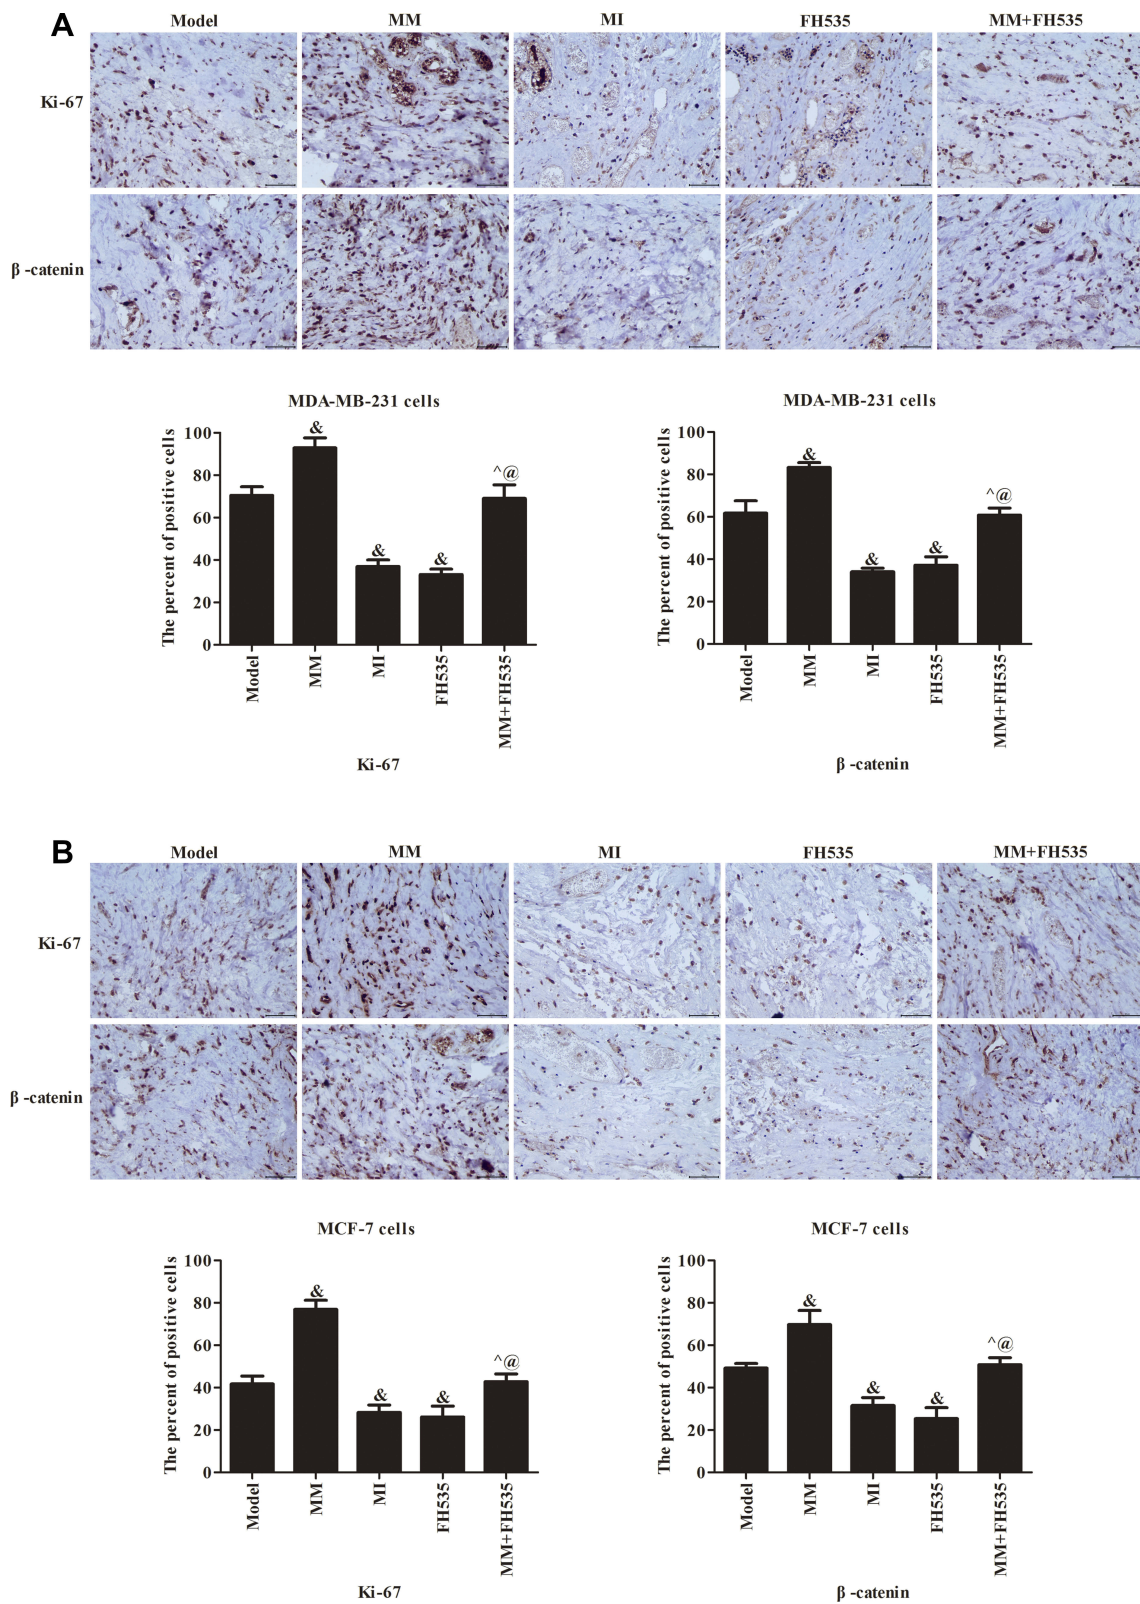 A
Model MM MI FH535 MM+FH535
Ki-67
β -catenin
MDA-MB-231 cells
The percent of positive cells
100
80
60
40
20
0
&
&
&
^@
Model
MM
MI
FH535
MM+FH535
Ki-67
MDA-MB-231 cells
The percent of positive cells
100
80
60
40
20
0
&
&
&
^@
Model
MM
MI
FH535
MM+FH535
β -catenin
B
Model MM MI FH535 MM+FH535
Ki-67
β -catenin
MCF-7 cells
The percent of positive cells
100
80
60
40
20
0
&
&
&
^@
Model
MM
MI
FH535
MM+FH535
Ki-67
MCF-7 cells
The percent of positive cells
100
80
60
40
20
0
&
&
&
^@
Model
MM
MI
FH535
MM+FH535
β -catenin